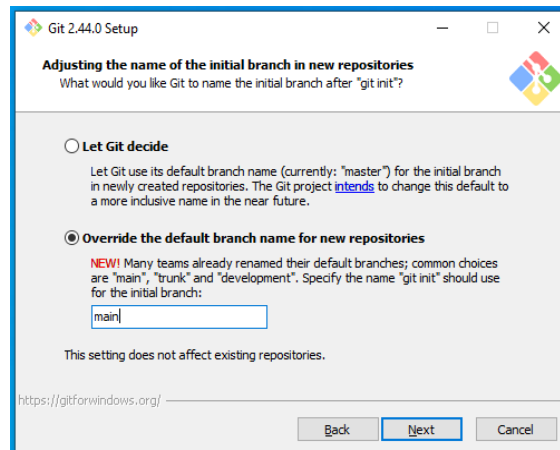 Git 2.44.0 Setup
Adjusting the name of the initial branch in new repositories
What would you like Git to name the initial branch after "git init"?
Let Git decide
Let Git use its default branch name (currently: "master") for the initial branch
in newly created repositories. The Git project intends to change this default to
a more inclusive name in the near future.
Override the default branch name for new repositories
NEW! Many teams already renamed their default branches; common choices
are "main", "trunk" and "development". Specify the name "git init" should use
for the initial branch:
main
This setting does not affect existing repositories.
https://gitforwindows.org/
Back Next Cancel